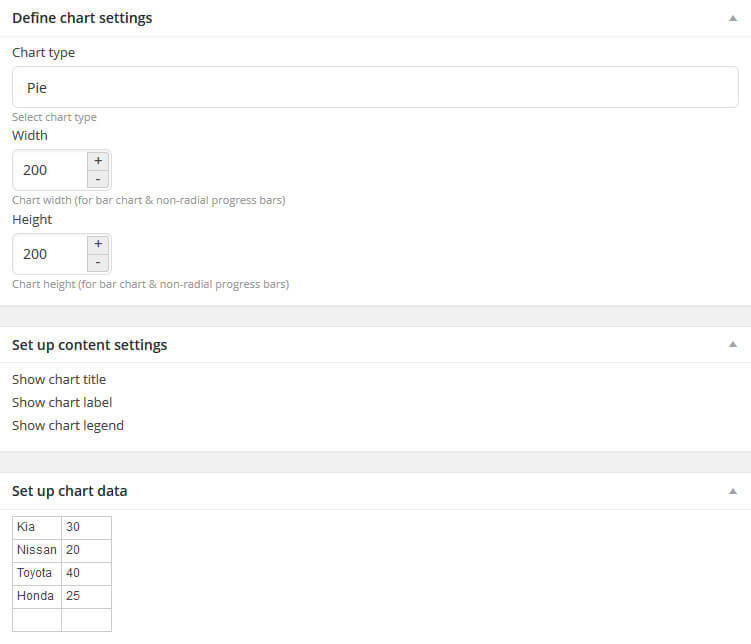 Define chart settings
Chart type
Pie
Select chart type
Width
200
+
-
Chart width (for bar chart & non-radial progress bars)
Height
200
+
-
Chart height (for bar chart & non-radial progress bars)
Set up content settings
Show chart title
Show chart label
Show chart legend
Set up chart data
Kia 30
Nissan 20
Toyota 40
Honda 25